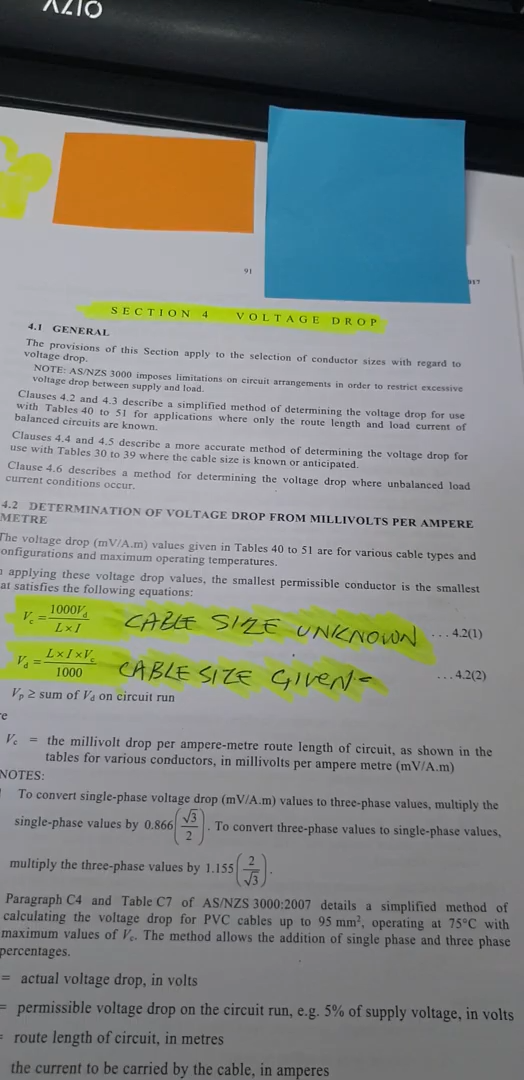 91
SECTION 4 VOLTAGE DROP
4.1 GENERAL
The provisions of this Section apply to the selection of conductor sizes with regard to
voltage drop.
NOTE: AS/NZS 3000 imposes limitations on circuit arrangements in order to restrict excessive
voltage drop between supply and load.
Clauses 4.2 and 4.3 describe a simplified method of determining the voltage drop for use
with Tables 40 to 51 for applications where only the route length and load current of
balanced circuits are known.
Clauses 4.4 and 4.5 describe a more accurate method of determining the voltage drop for
use with Tables 30 to 39 where the cable size is known or anticipated.
Clause 4.6 describes a method for determining the voltage drop where unbalanced load
current conditions occur.
4.2 DETERMINATION OF VOLTAGE DROP FROM MILLIVOLTS PER AMPERE
METRE
The voltage drop (mV/A.m) values given in Tables 40 to 51 are for various cable types and
onfigurations and maximum operating temperatures.
applying these voltage drop values, the smallest permissible conductor is the smallest
at satisfies the following equations:
Vc = 1000Vd / L × I CABLE SIZE UNKNOWN ... 4.2(1)
Vd = L × I × Vc / 1000 CABLE SIZE GIVEN- ... 4.2(2)
Vp ≥ sum of Vd on circuit run
re
Vc = the millivolt drop per ampere-metre route length of circuit, as shown in the
tables for various conductors, in millivolts per ampere metre (mV/A.m)
NOTES:
To convert single-phase voltage drop (mV/A.m) values to three-phase values, multiply the
single-phase values by 0.866 (√3/2). To convert three-phase values to single-phase values,
multiply the three-phase values by 1.155 (2/√3).
Paragraph C4 and Table C7 of AS/NZS 3000:2007 details a simplified method of
calculating the voltage drop for PVC cables up to 95 mm², operating at 75°C with
maximum values of Vc. The method allows the addition of single phase and three phase
percentages.
= actual voltage drop, in volts
= permissible voltage drop on the circuit run, e.g. 5% of supply voltage, in volts
= route length of circuit, in metres
the current to be carried by the cable, in amperes